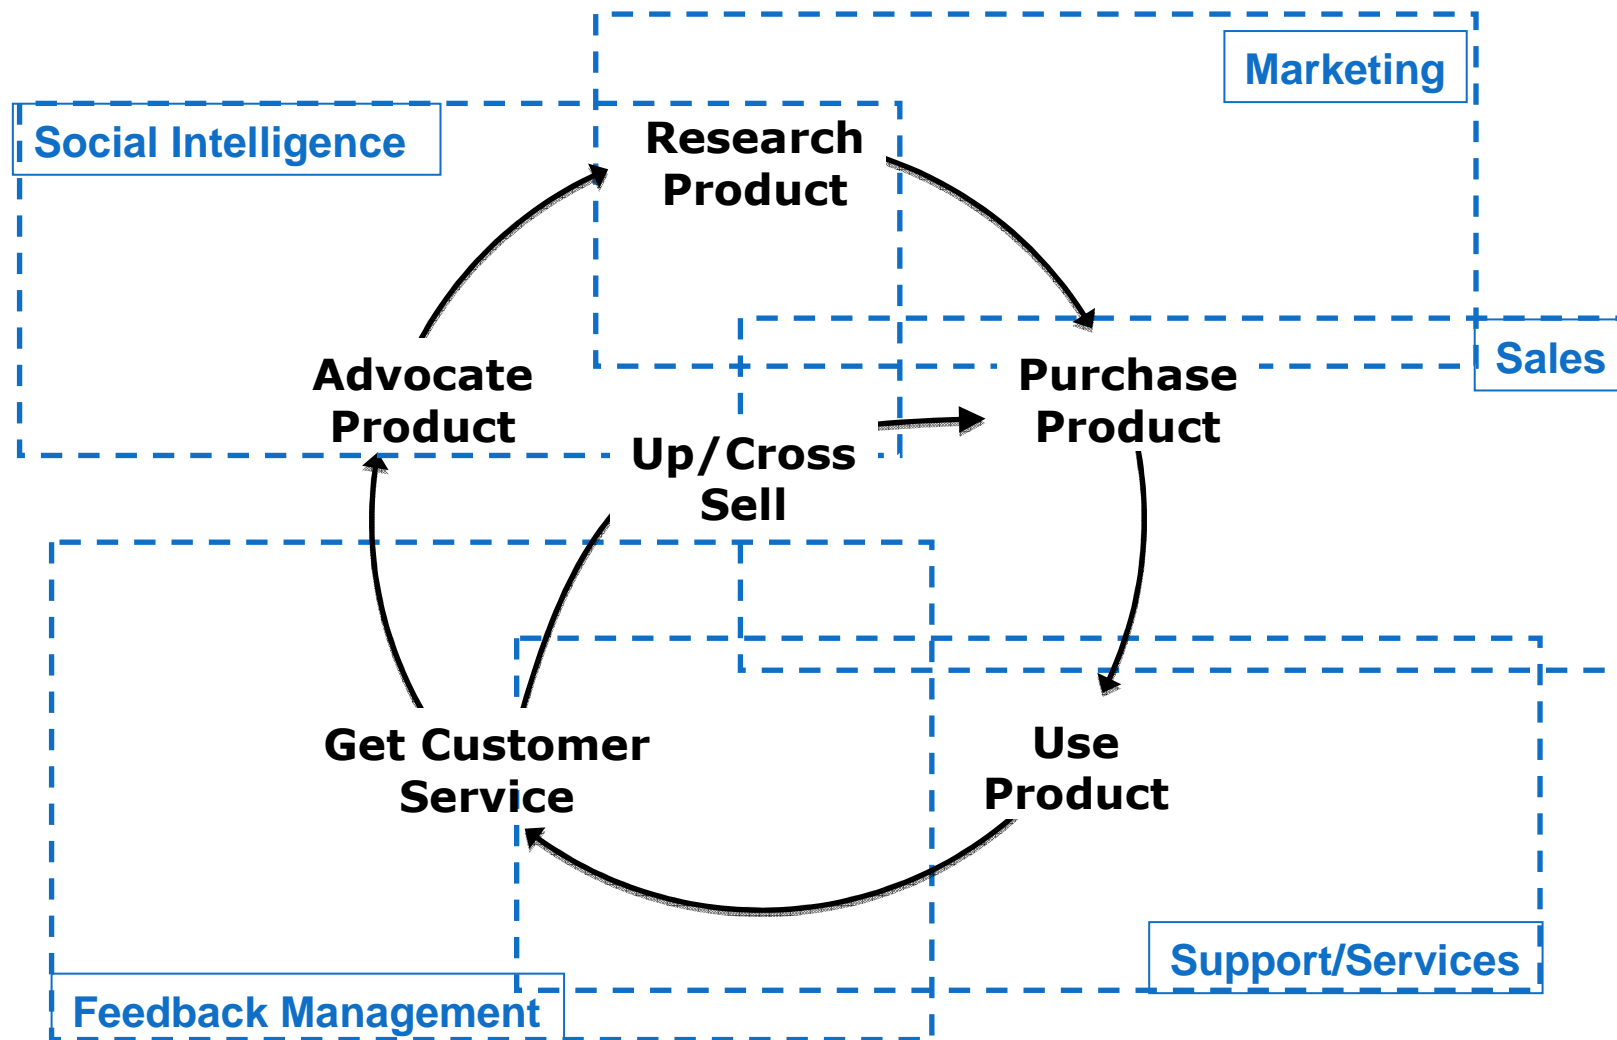 Marketing
Social Intelligence
Research
Product
Sales
Advocate
Product
Purchase
Product
Up/Cross
Sell
Get Customer
Service
Use
Product
Support/Services
Feedback Management